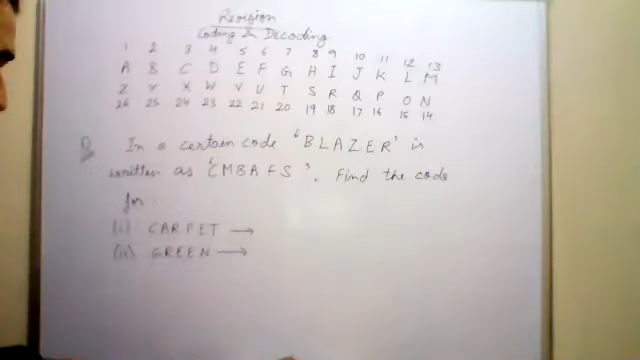 Revision
Coding & Decoding
1 2 3 4 5 6 7 8 9 10 11 12 13
A B C D E F G H I J K L M
Z Y X W V U T S R Q P O N
26 25 24 23 22 21 20 19 18 17 16 15 14
Q In a certain code 'BLAZER' is
written as 'CMBAFS'. Find the code
for
(i) CARPET →
(ii) GREEN →